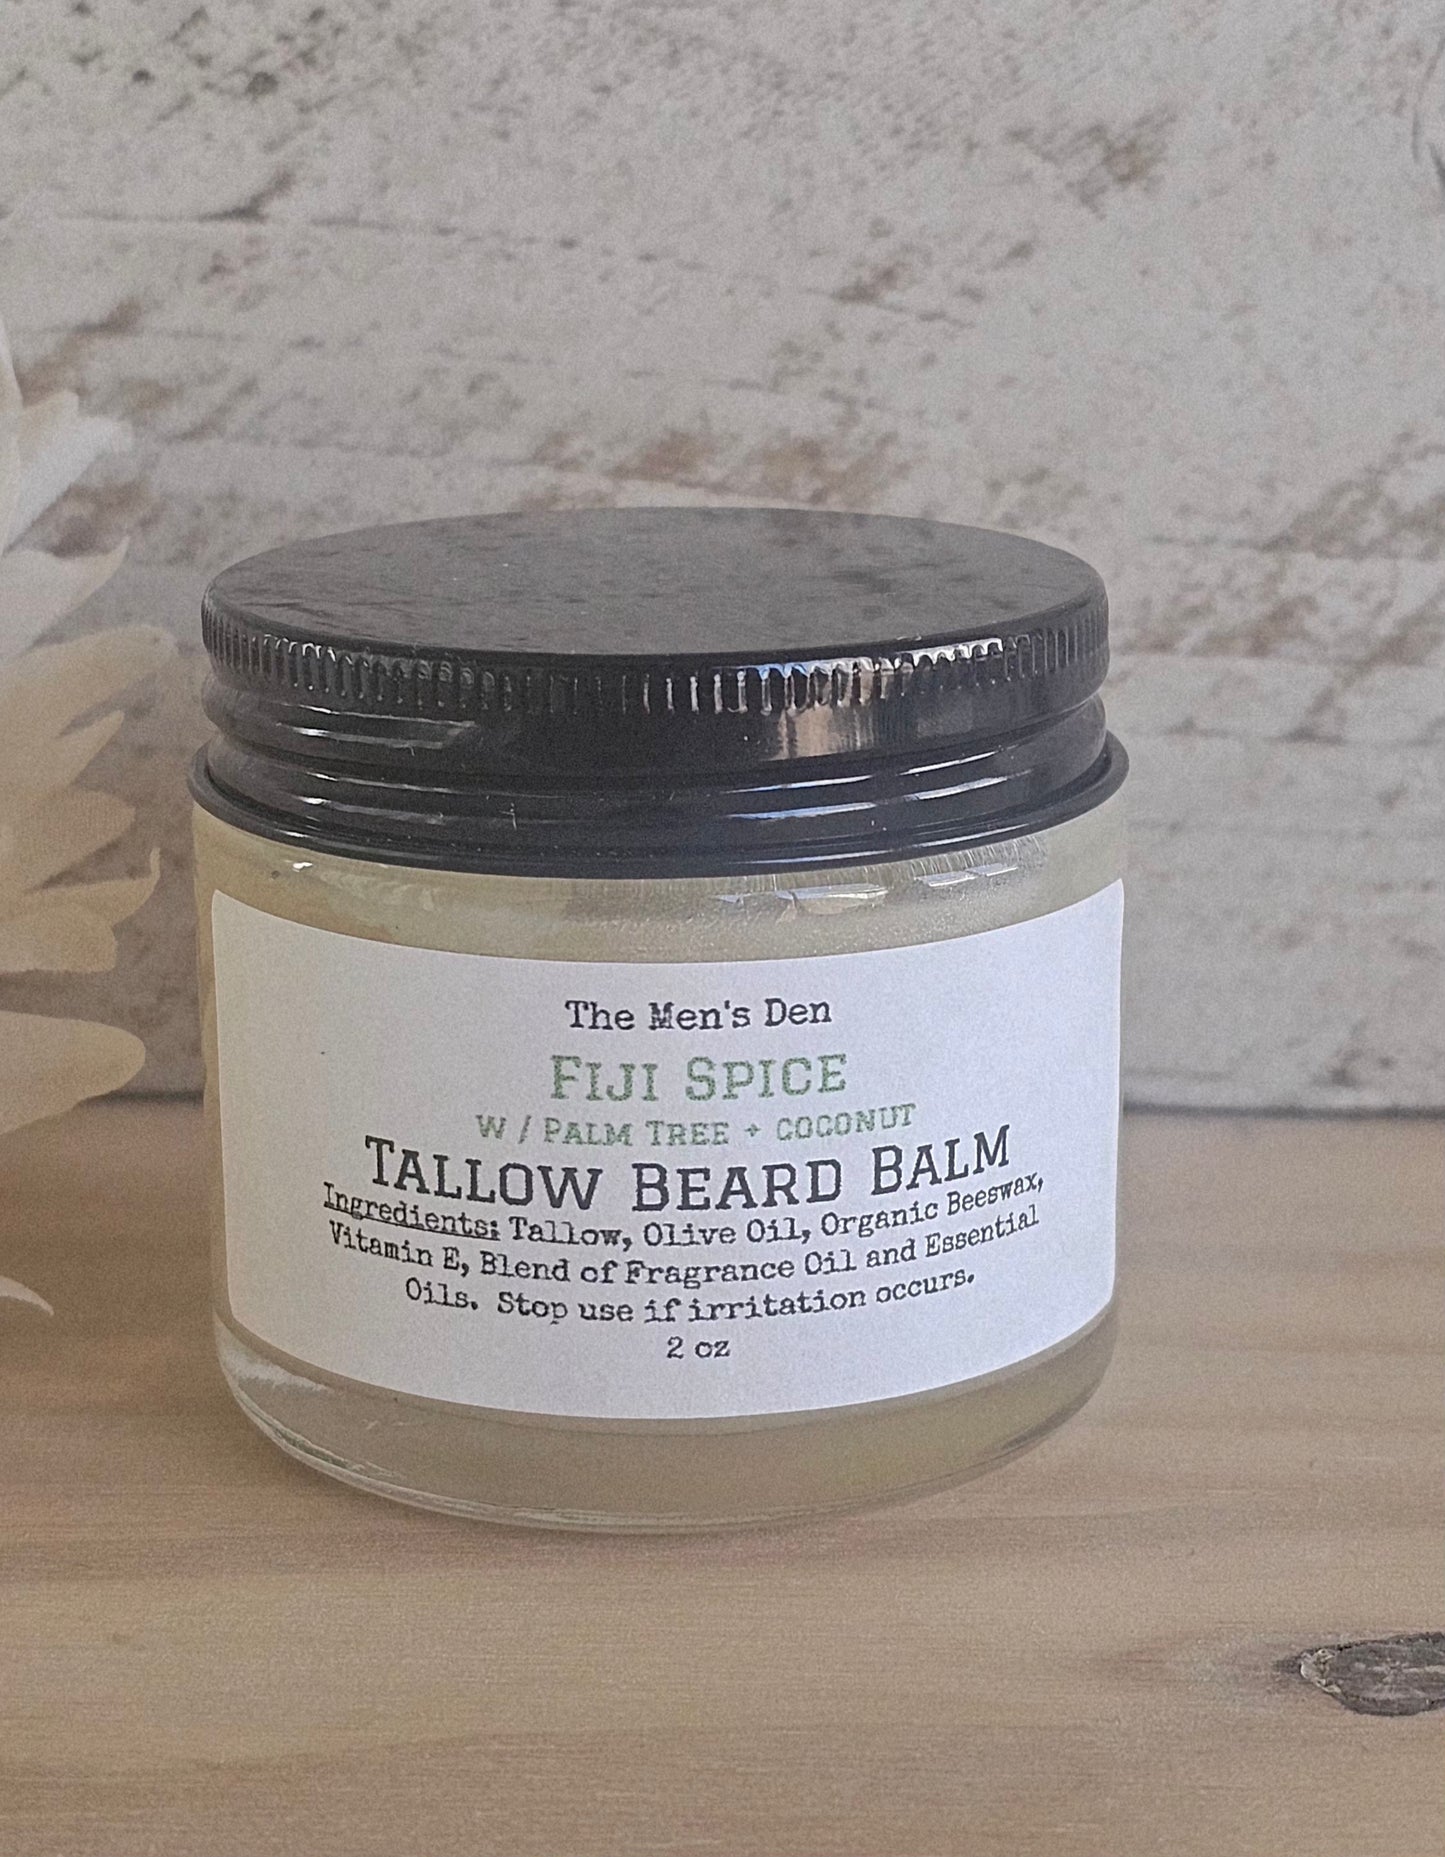 The Men's Den
Fiji Spice
w / Palm Tree + coconut
Tallow Beard Balm
Ingredients: Tallow, Olive Oil, Organic Beeswax,
Vitamin E, Blend of Fragrance Oil and Essential
Oils. Stop use if irritation occurs.
2 oz